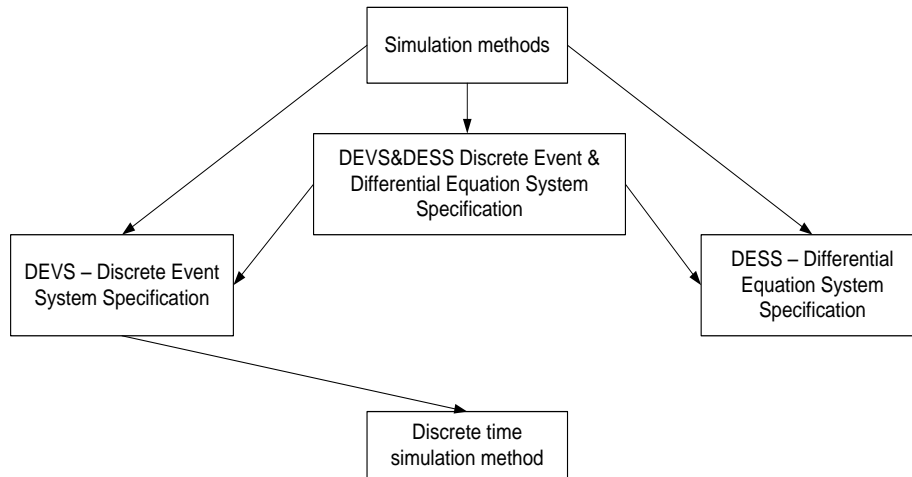 Simulation methods
DEVS&DESS Discrete Event &
Differential Equation System
Specification
DEVS – Discrete Event
System Specification
DESS – Differential
Equation System
Specification
Discrete time
simulation method